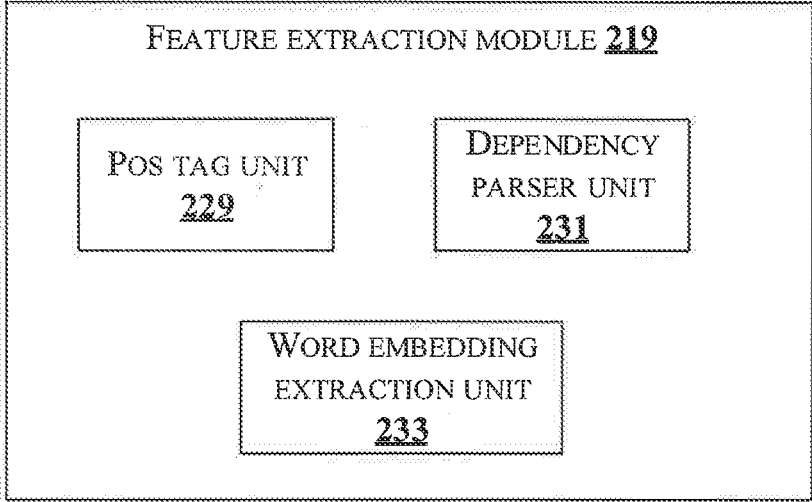 FEATURE EXTRACTION MODULE 219
POS TAG UNIT
229
DEPENDENCY
PARSER UNIT
231
WORD EMBEDDING
EXTRACTION UNIT
233